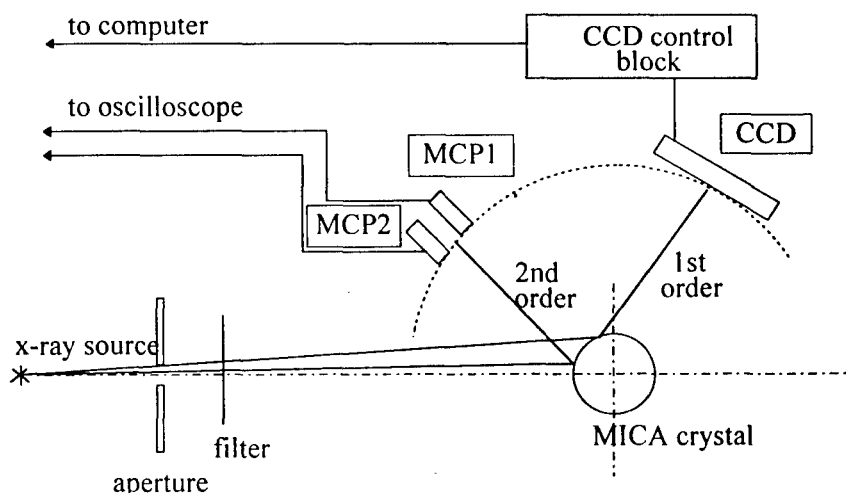 to computer
CCD control
block
to oscilloscope
CCD
MCP1
MCP2
2nd
order
1st
order
x-ray source
filter
MICA crystal
aperture